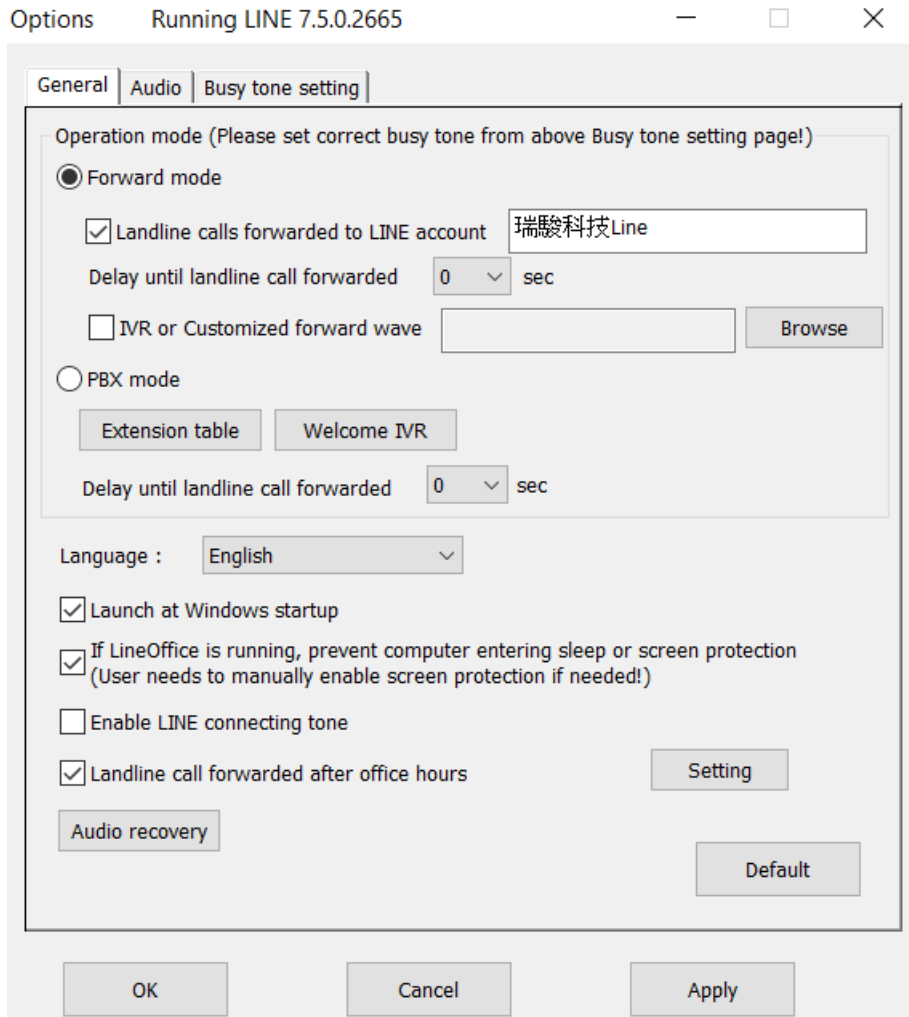 Options Running LINE 7.5.0.2665
General Audio Busy tone setting
Operation mode (Please set correct busy tone from above Busy tone setting page!)
Forward mode
Landline calls forwarded to LINE account 瑞駿科技Line
Delay until landline call forwarded 0 sec
IVR or Customized forward wave Browse
PBX mode
Extension table Welcome IVR
Delay until landline call forwarded 0 sec
Language : English
Launch at Windows startup
If LineOffice is running, prevent computer entering sleep or screen protection
(User needs to manually enable screen protection if needed!)
Enable LINE connecting tone
Landline call forwarded after office hours Setting
Audio recovery
Default
OK Cancel Apply